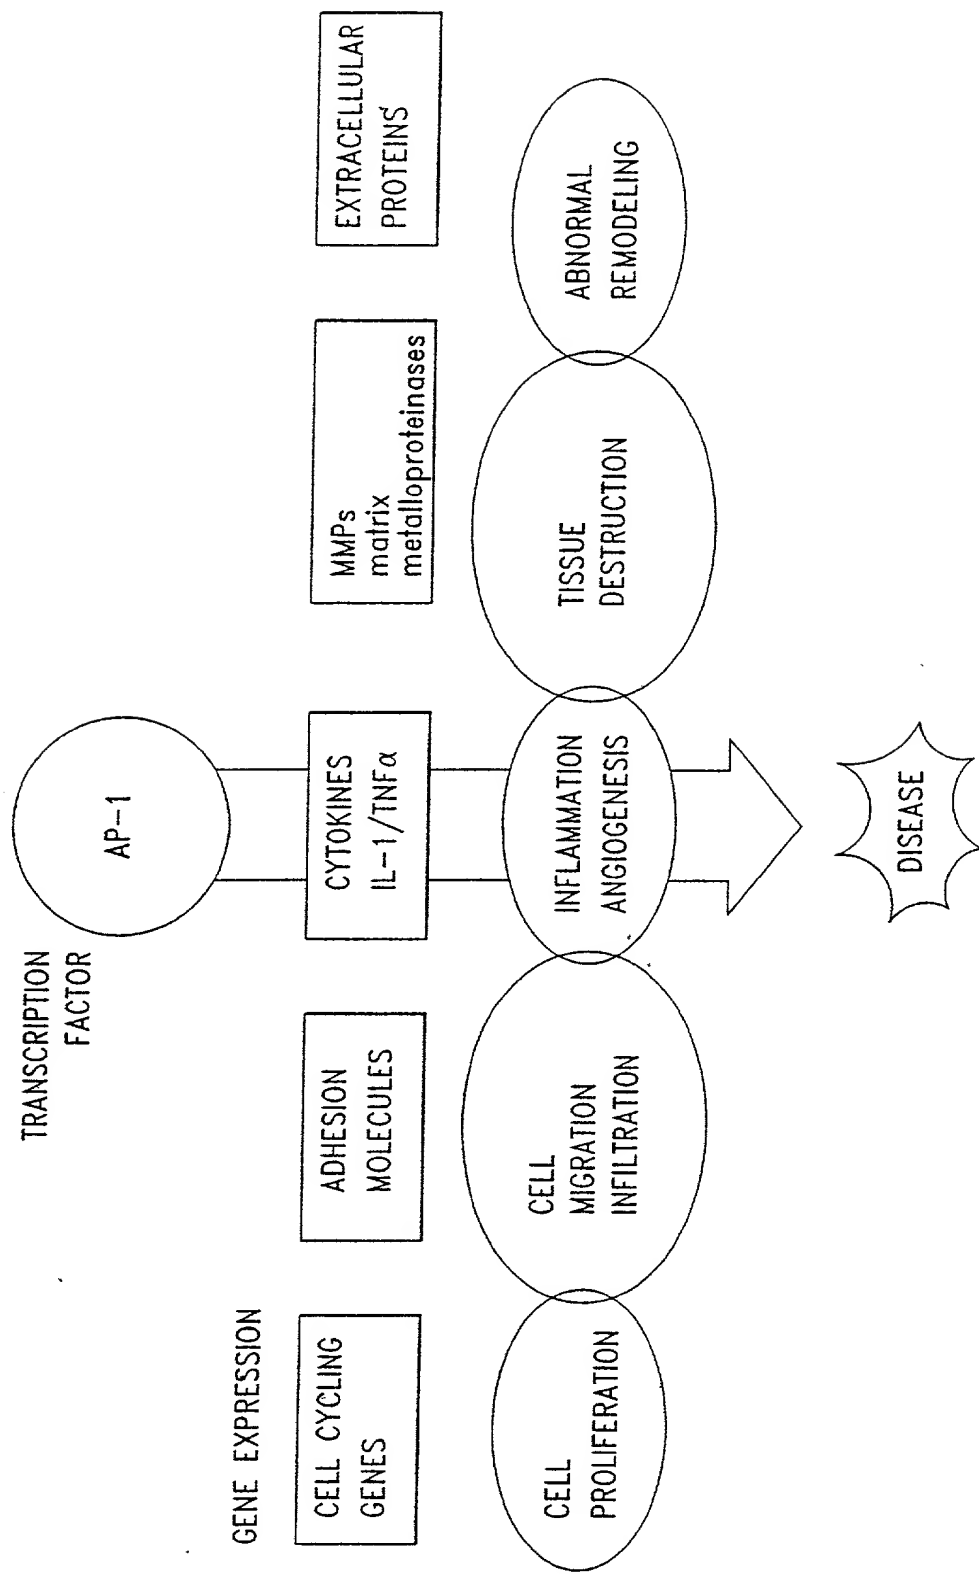 TRANSCRIPTION
FACTOR
AP-1
GENE EXPRESSION
CELL CYCLING
GENES
ADHESION
MOLECULES
CYTOKINES
IL-1/TNFα
MMPs
matrix
metalloproteinases
EXTRACELLULAR
PROTEINS
CELL
PROLIFERATION
CELL
MIGRATION
INFILTRATION
INFLAMMATION
ANGIOGENESIS
TISSUE
DESTRUCTION
ABNORMAL
REMODELING
DISEASE